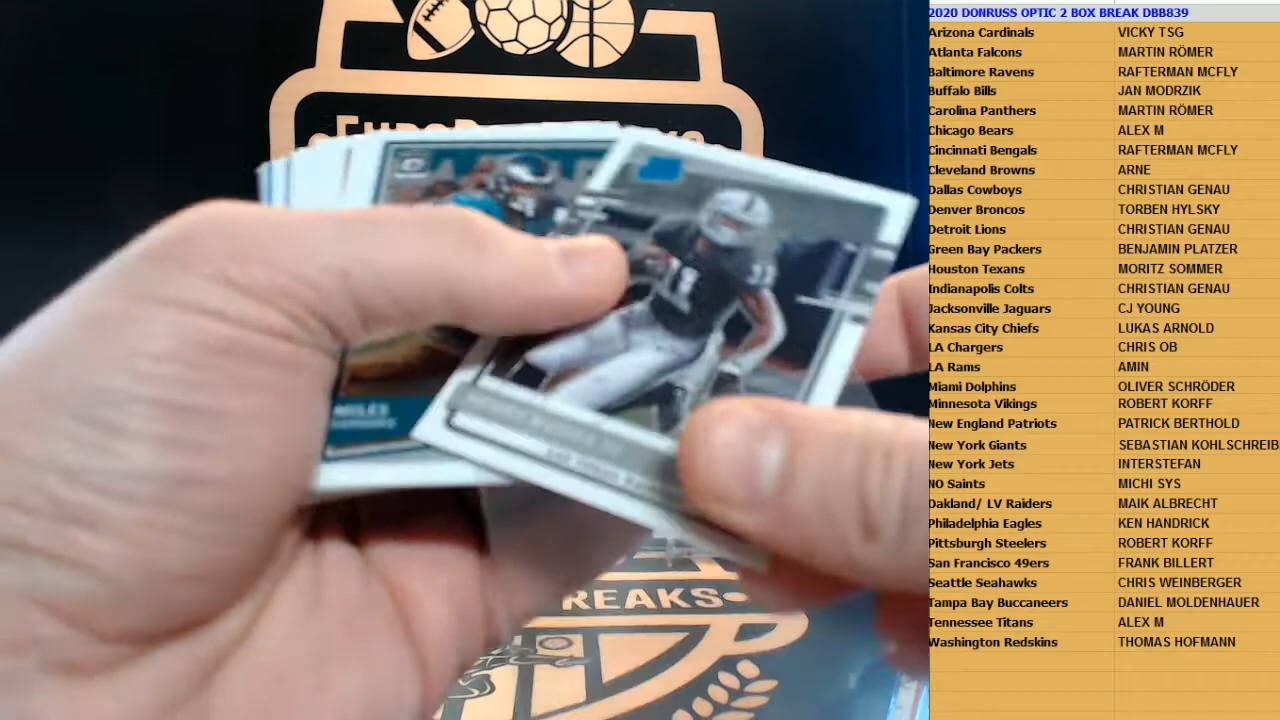 2020 DONRUSS OPTIC 2 BOX BREAK DBB839
Arizona Cardinals VICKY TSG
Atlanta Falcons MARTIN RÖMER
Baltimore Ravens RAFTERMAN MCFLY
Buffalo Bills JAN MODRZIK
Carolina Panthers MARTIN RÖMER
Chicago Bears ALEX M
Cincinnati Bengals RAFTERMAN MCFLY
Cleveland Browns ARNE
Dallas Cowboys CHRISTIAN GENAU
Denver Broncos TORBEN HYLSKY
Detroit Lions CHRISTIAN GENAU
Green Bay Packers BENJAMIN PLATZER
Houston Texans MORITZ SOMMER
Indianapolis Colts CHRISTIAN GENAU
Jacksonville Jaguars CJ YOUNG
Kansas City Chiefs LUKAS ARNOLD
LA Chargers CHRIS OB
LA Rams AMIN
Miami Dolphins OLIVER SCHRÖDER
Minnesota Vikings ROBERT KORFF
New England Patriots PATRICK BERTHOLD
New York Giants SEBASTIAN KOHLSCHREIB
New York Jets INTERSTEFAN
NO Saints MICHI SYS
Oakland/ LV Raiders MAIK ALBRECHT
Philadelphia Eagles KEN HANDRICK
Pittsburgh Steelers ROBERT KORFF
San Francisco 49ers FRANK BILLERT
Seattle Seahawks CHRIS WEINBERGER
Tampa Bay Buccaneers DANIEL MOLDENHAUER
Tennessee Titans ALEX M
Washington Redskins THOMAS HOFMANN
MILES
REAKS
11